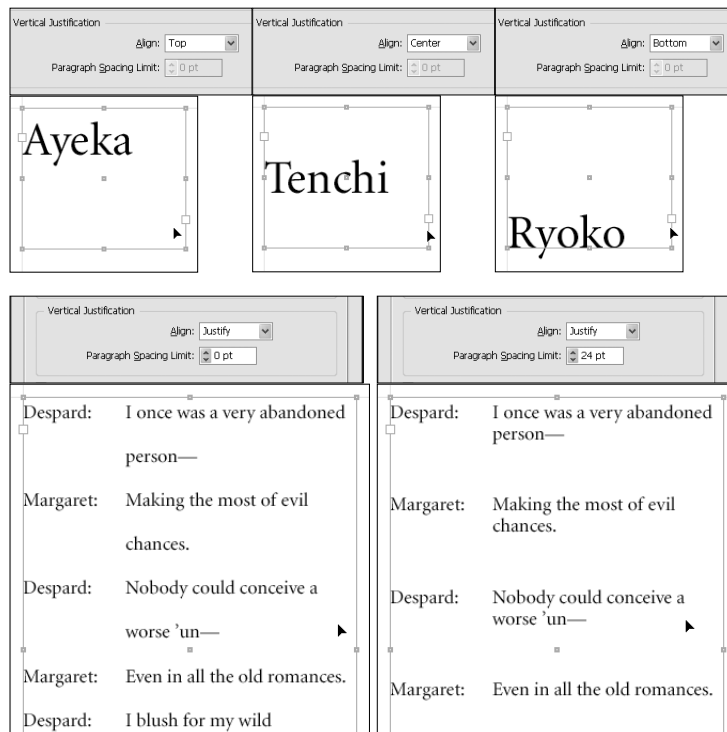 Vertical Justification
Align: Top
Paragraph Spacing Limit: 0 pt
Ayeka
Vertical Justification
Align: Center
Paragraph Spacing Limit: 0 pt
Tenchi
Vertical Justification
Align: Bottom
Paragraph Spacing Limit: 0 pt
Ryoko
Vertical Justification
Align: Justify
Paragraph Spacing Limit: 0 pt
Despard: I once was a very abandoned
person—
Margaret: Making the most of evil
chances.
Despard: Nobody could conceive a
worse ’un—
Margaret: Even in all the old romances.
Despard: I blush for my wild
Vertical Justification
Align: Justify
Paragraph Spacing Limit: 24 pt
Despard: I once was a very abandoned
person—
Margaret: Making the most of evil
chances.
Despard: Nobody could conceive a
worse ’un—
Margaret: Even in all the old romances.